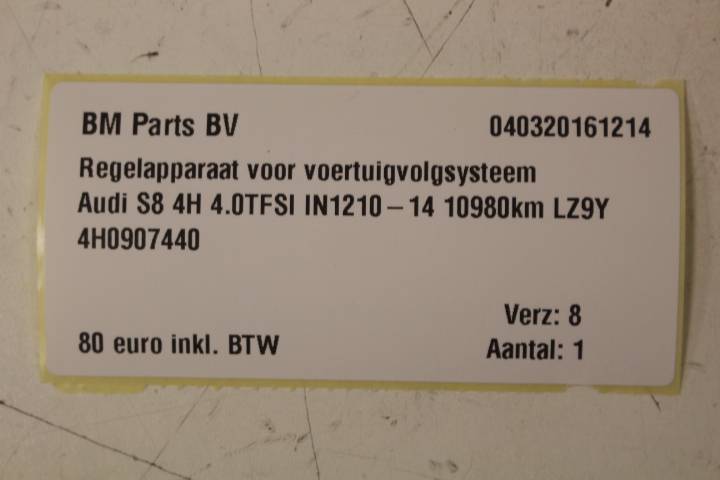 BM Parts BV 040320161214
Regelapparaat voor voertuigvolgsysteem
Audi S8 4H 4.0TFSI IN1210 – 14 10980km LZ9Y
4H0907440
Verz: 8
80 euro inkl. BTW Aantal: 1